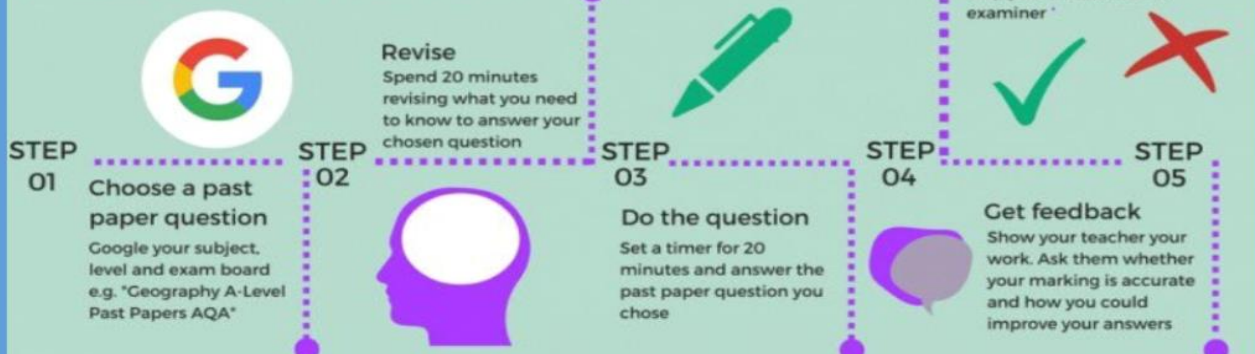 STEP
01
Choose a past
paper question
Google your subject,
level and exam board
e.g. "Geography A-Level
Past Papers AQA"
STEP
02
Revise
Spend 20 minutes
revising what you need
to know to answer your
chosen question
STEP
03
Do the question
Set a timer for 20
minutes and answer the
past paper question you
chose
STEP
04
examiner
STEP
05
Get feedback
Show your teacher your
work. Ask them whether
your marking is accurate
and how you could
improve your answers